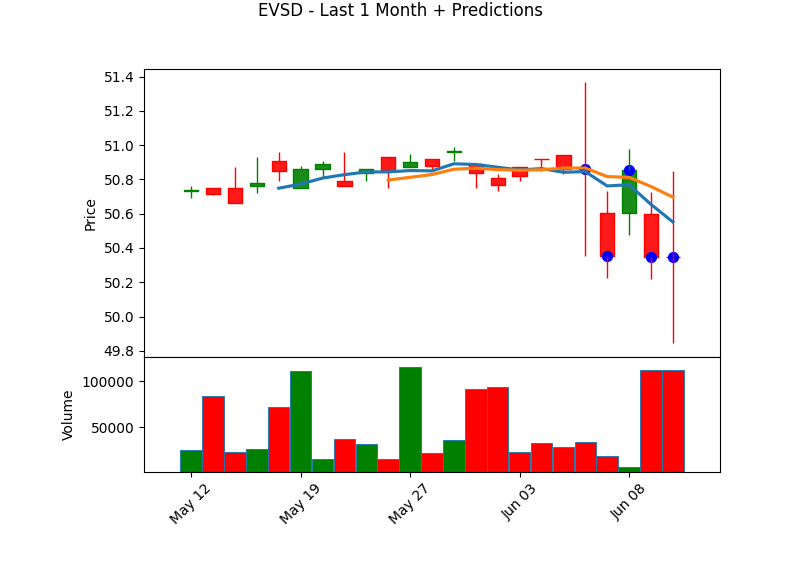 EVSD - Last 1 Month + Predictions
51.4
51.2
51.0
50.8
50.6
50.4
50.2
50.0
49.8
Price
100000
50000
Volume
May 12
May 19
May 27
Jun 03
Jun 08